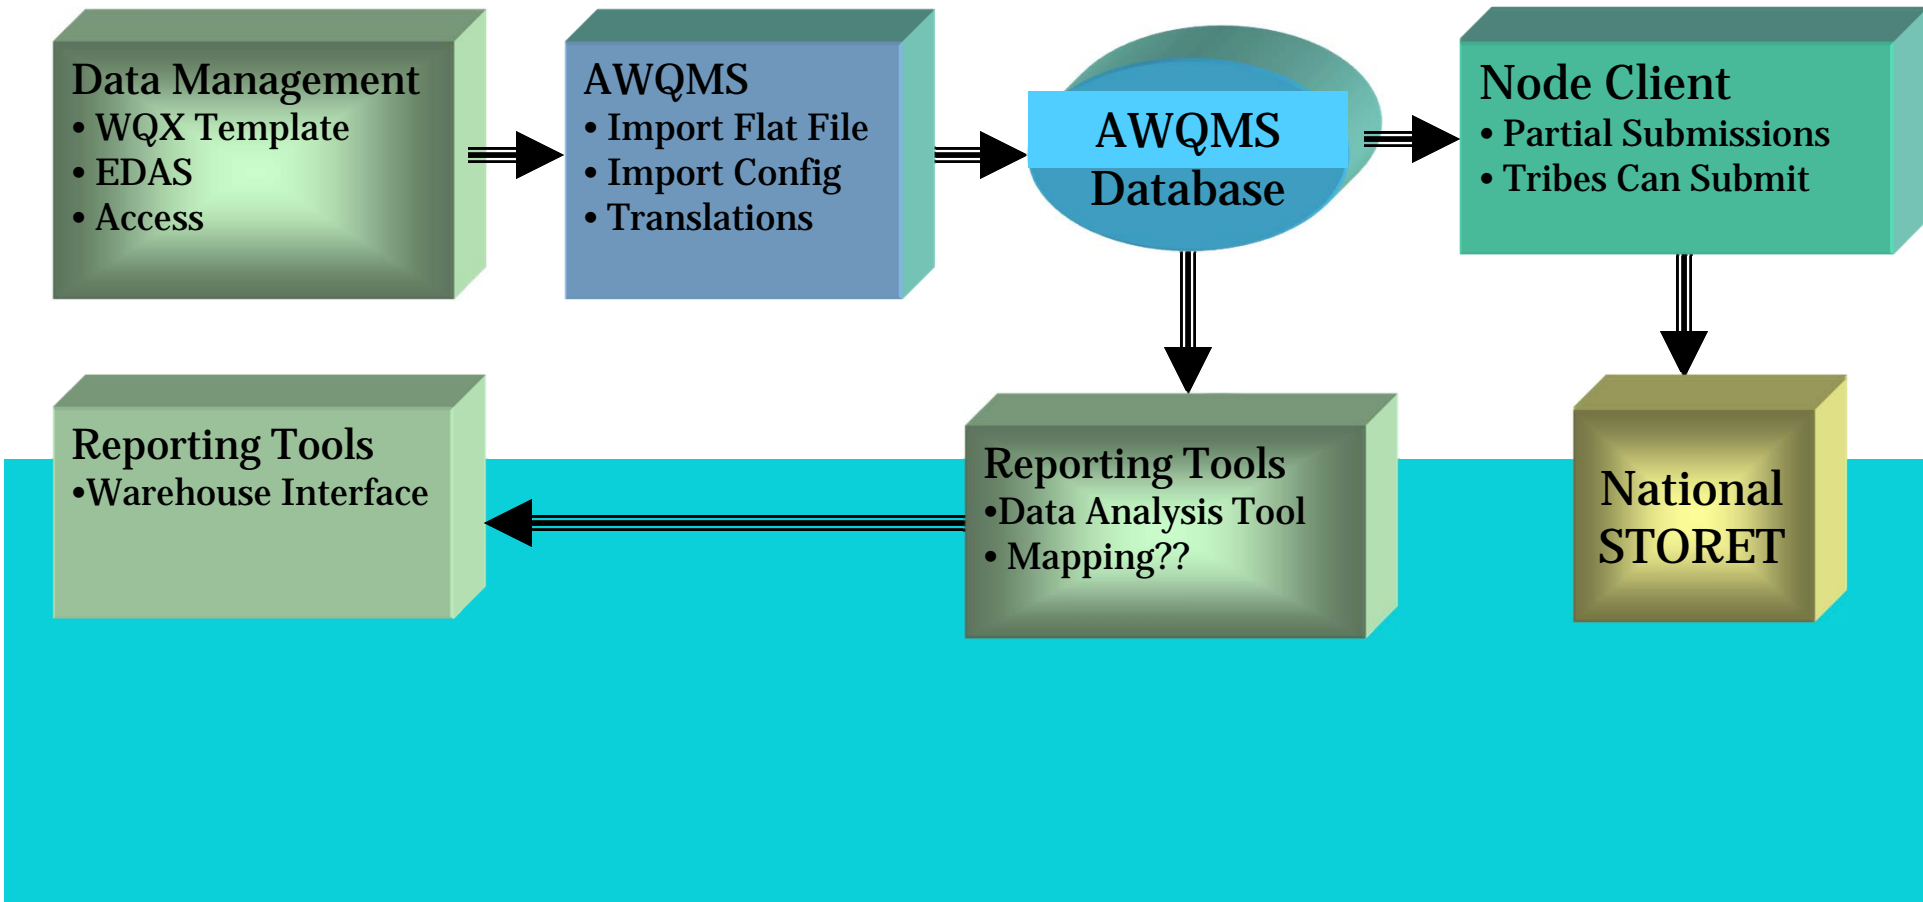 Data Management
• WQX Template
• EDAS
• Access
AWQMS
• Import Flat File
• Import Config
• Translations
AWQMS
Database
Node Client
• Partial Submissions
• Tribes Can Submit
Reporting Tools
•Warehouse Interface
Reporting Tools
•Data Analysis Tool
• Mapping??
National
STORET